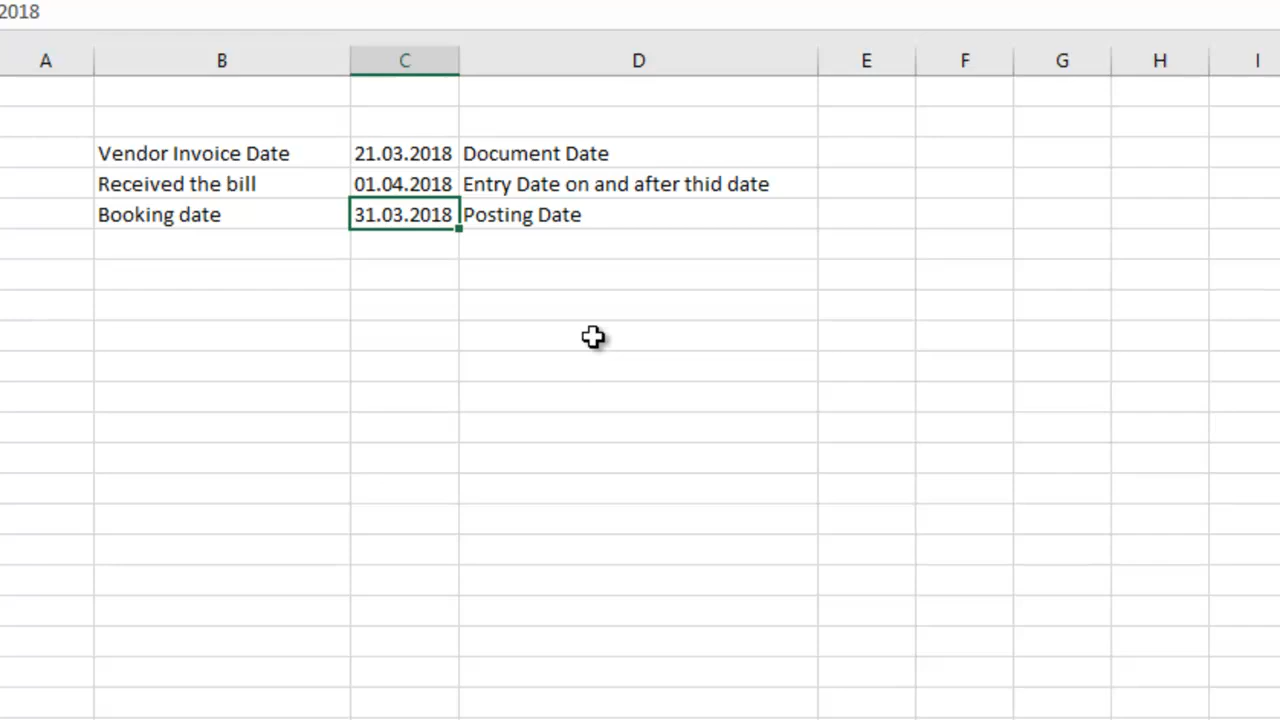 2018
A B C D E F G H I
Vendor Invoice Date 21.03.2018 Document Date
Received the bill 01.04.2018 Entry Date on and after thid date
Booking date 31.03.2018 Posting Date